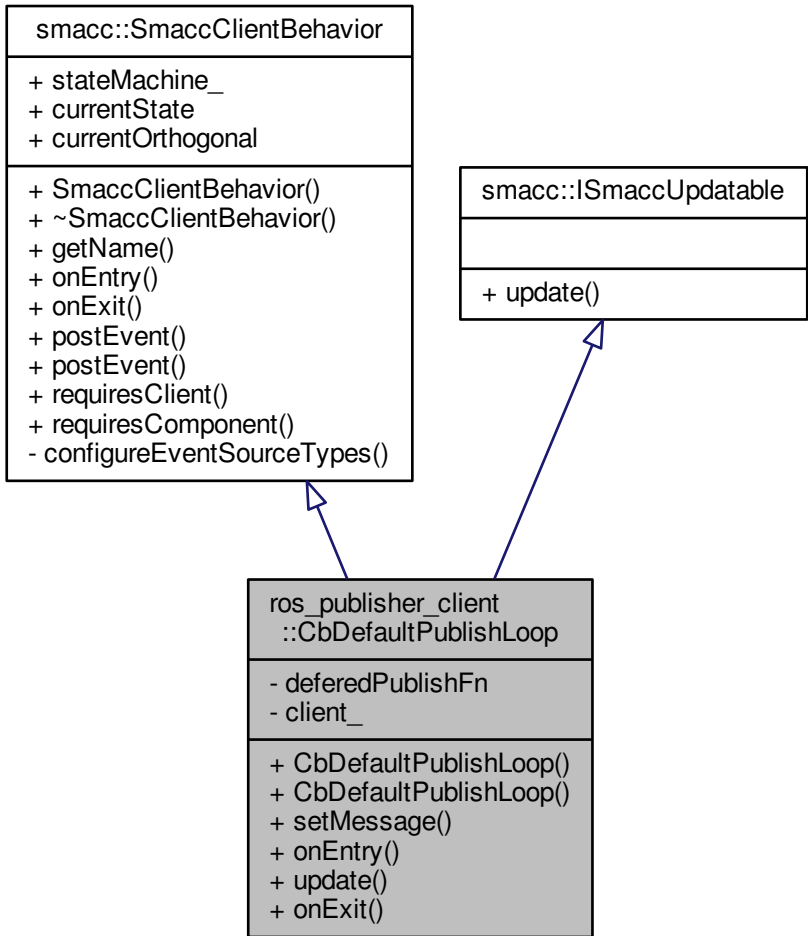 smacc::SmaccClientBehavior
+ stateMachine_
+ currentState
+ currentOrthogonal
+ SmaccClientBehavior()
+ ~SmaccClientBehavior()
+ getName()
+ onEntry()
+ onExit()
+ postEvent()
+ postEvent()
+ requiresClient()
+ requiresComponent()
- configureEventSourceTypes()
smacc::ISmaccUpdatable
+ update()
ros_publisher_client
::CbDefaultPublishLoop
- deferedPublishFn
- client_
+ CbDefaultPublishLoop()
+ CbDefaultPublishLoop()
+ setMessage()
+ onEntry()
+ update()
+ onExit()